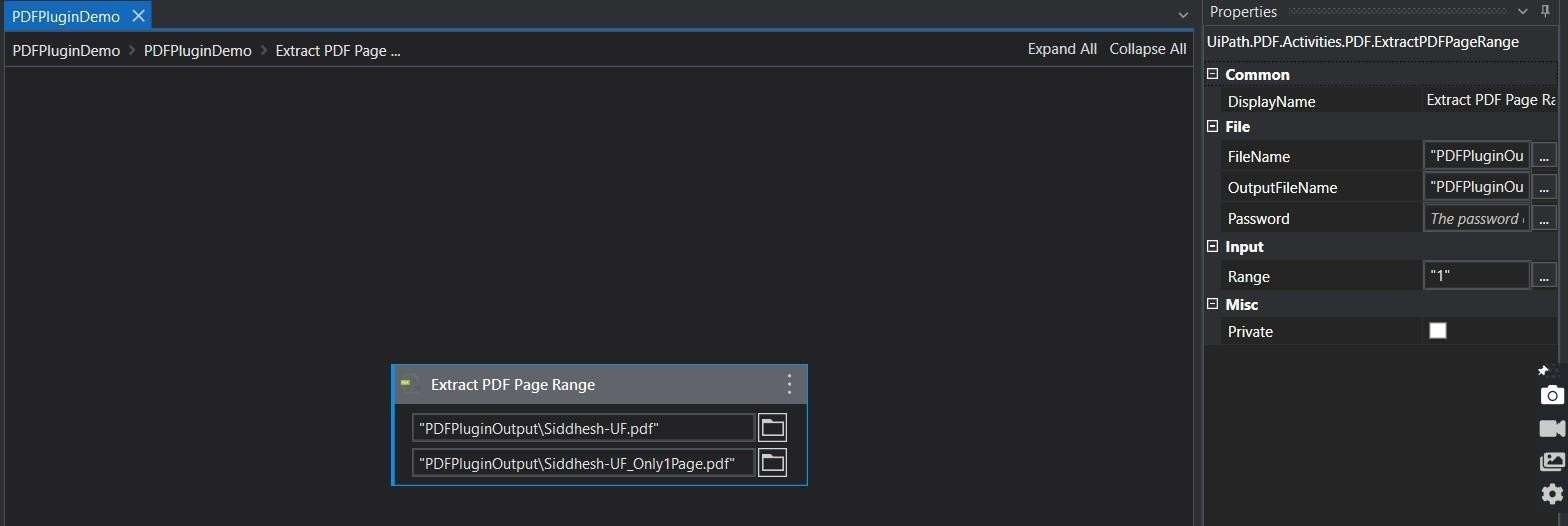 PDFPluginDemo
PDFPluginDemo > PDFPluginDemo > Extract PDF Page ...
Expand All Collapse All
Extract PDF Page Range
"PDFPluginOutput\Siddhesh-UF.pdf"
"PDFPluginOutput\Siddhesh-UF_Only1Page.pdf"
Properties
UiPath.PDF.Activities.PDF.ExtractPDFPageRange
Common
DisplayName Extract PDF Page Ra
File
FileName "PDFPluginOu ...
OutputFileName "PDFPluginOu ...
Password The password ...
Input
Range "1" ...
Misc
Private